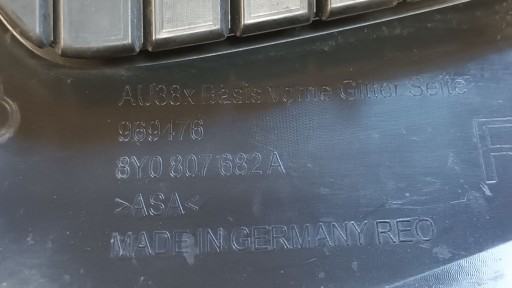 AU38x Basis Vorne Gitter Seite
969476
8Y0 807 682 A
>ASA<
MADE IN GERMANY REO
R